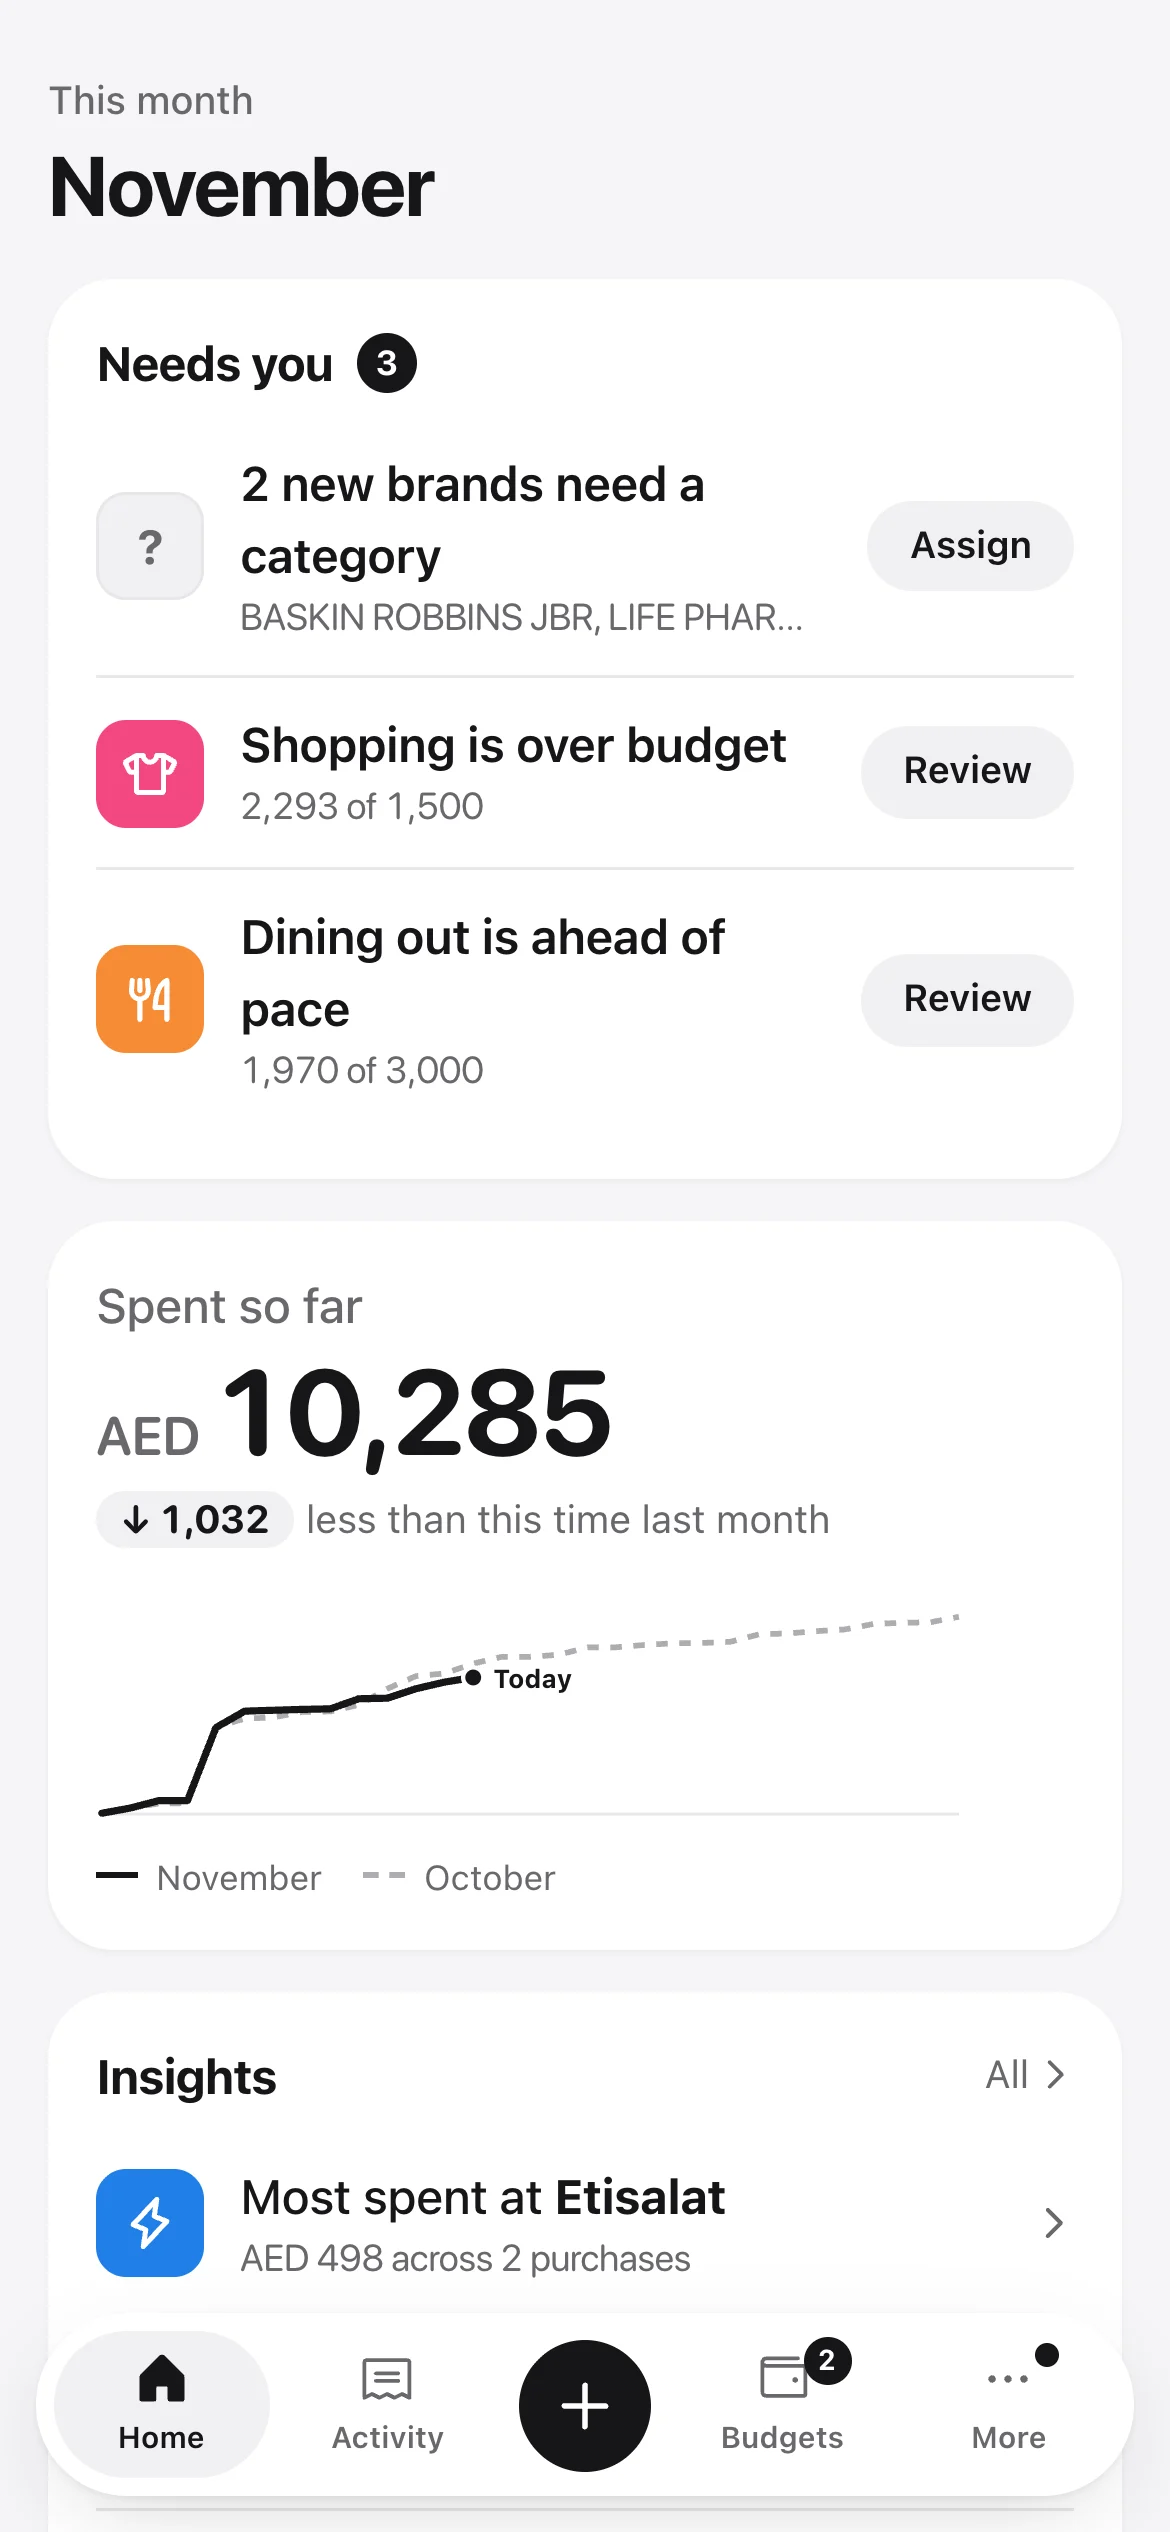 This month
November
Needs you 3
?
2 new brands need a
category
BASKIN ROBBINS JBR, LIFE PHAR...
Assign
Shopping is over budget
2,293 of 1,500
Review
Dining out is ahead of
pace
1,970 of 3,000
Review
Spent so far
AED 10,285
↓ 1,032 less than this time last month
Today
November October
Insights
All
Most spent at Etisalat
AED 498 across 2 purchases
2
Home Activity Budgets More